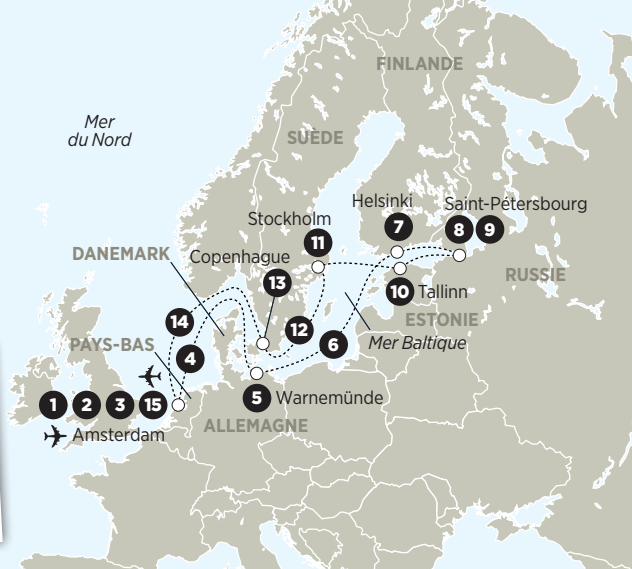 FINLANDE
Mer
du Nord
SUÈDE
Helsinki
Saint-Pétersbourg
Stockholm
7
8 9
11
DANEMARK
Copenhague
13
RUSSIE
10 Tallinn
14
12
ESTONIE
PAYS-BAS
4
6
Mer Baltique
1 2 3 15
5 Warnemünde
Amsterdam
ALLEMAGNE